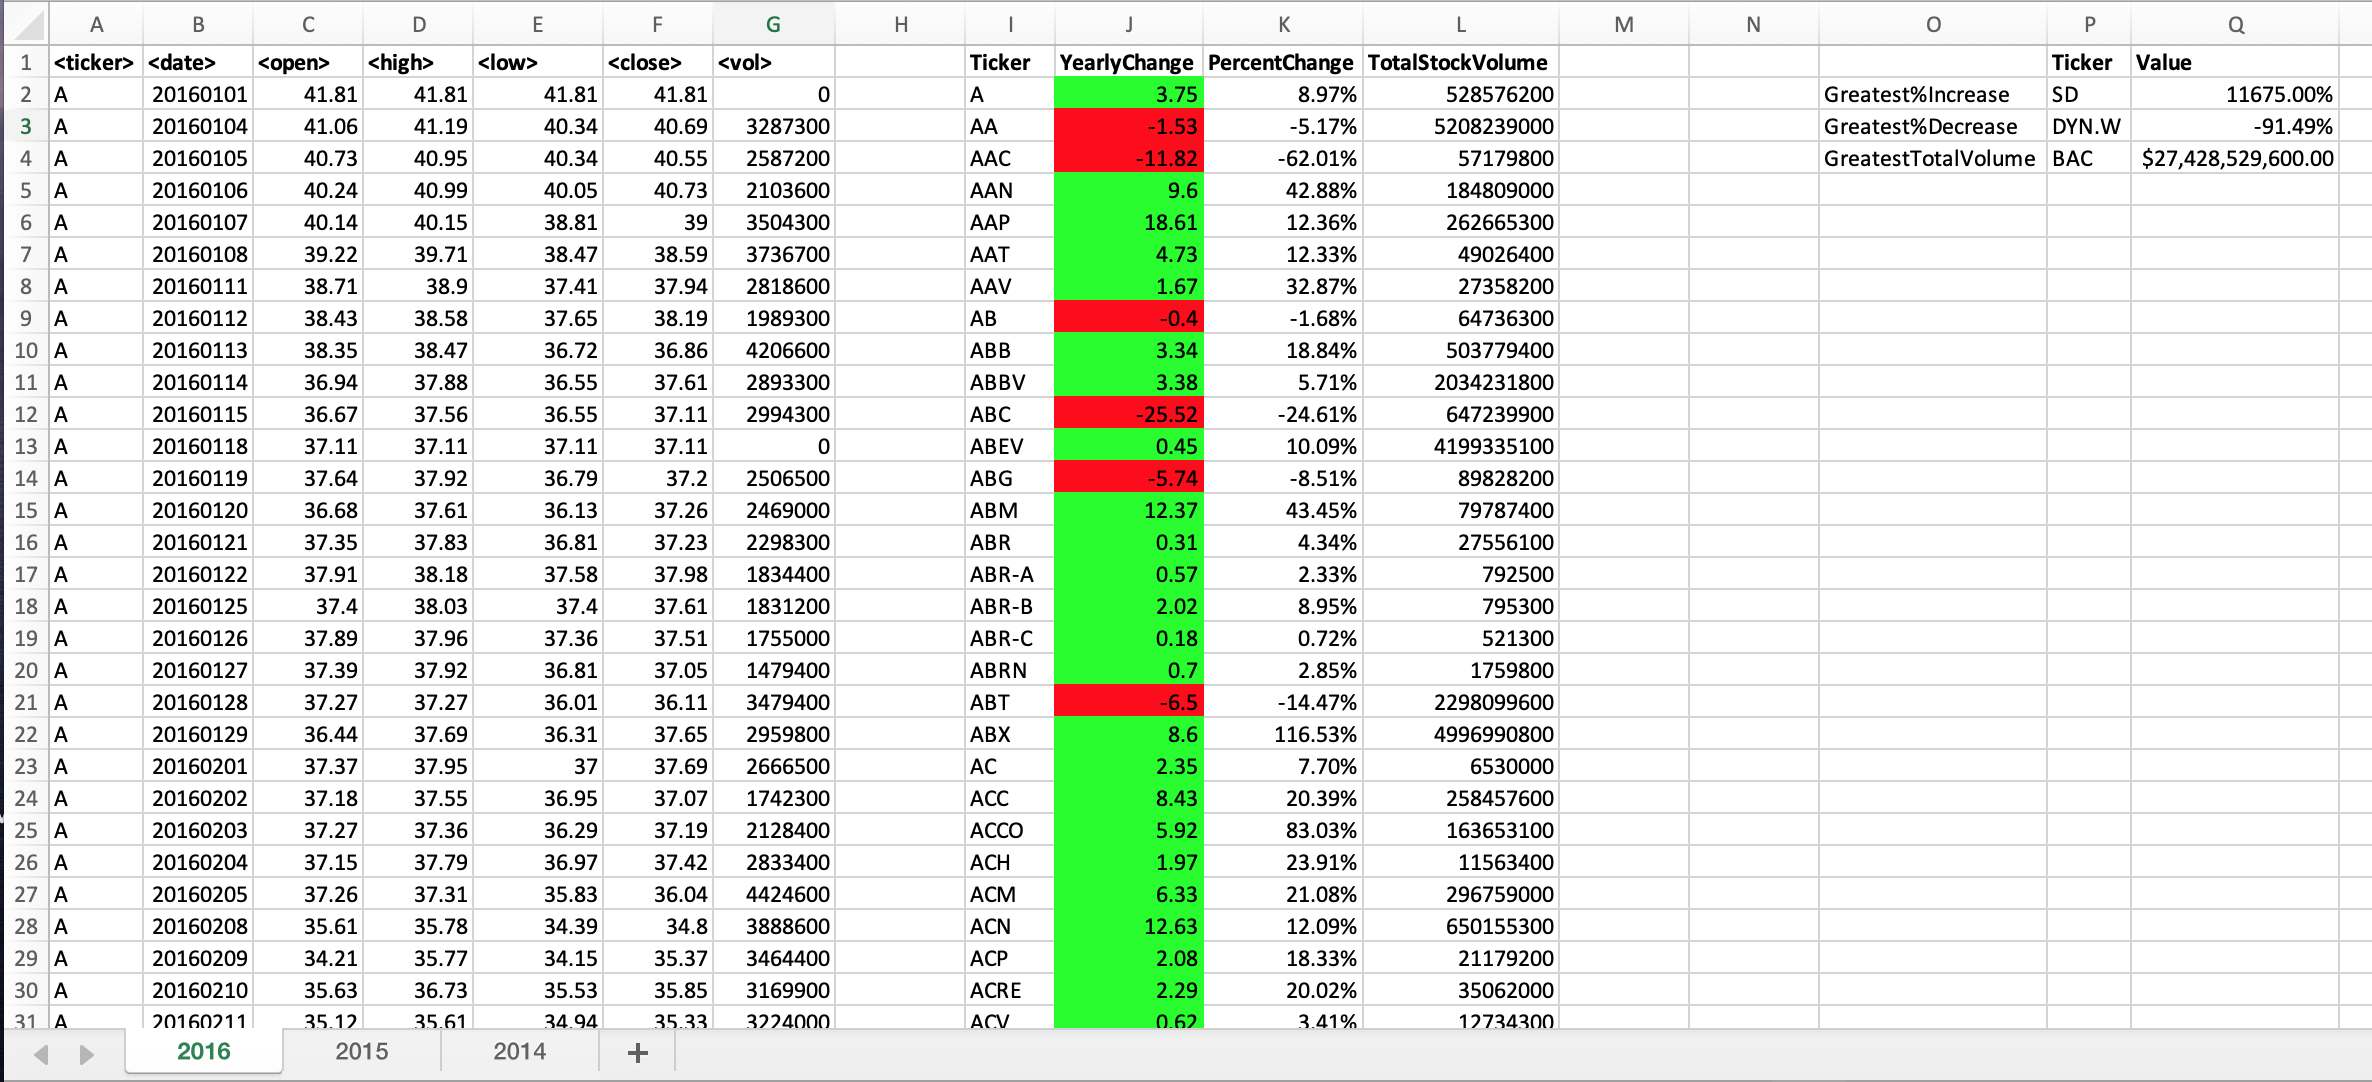 A B C D E F G H I J K L M N O P Q
1 <ticker> <date> <open> <high> <low> <close> <vol> Ticker YearlyChange PercentChange TotalStockVolume Ticker Value
2 A 20160101 41.81 41.81 41.81 41.81 0 A 3.75 8.97% 528576200 Greatest%Increase SD 11675.00%
3 A 20160104 41.06 41.19 40.34 40.69 3287300 AA -1.53 -5.17% 5208239000 Greatest%Decrease DYN.W -91.49%
4 A 20160105 40.73 40.95 40.34 40.55 2587200 AAC -11.82 -62.01% 57179800 GreatestTotalVolume BAC $27,428,529,600.00
5 A 20160106 40.24 40.99 40.05 40.73 2103600 AAN 9.6 42.88% 184809000
6 A 20160107 40.14 40.15 38.81 39 3504300 AAP 18.61 12.36% 262665300
7 A 20160108 39.22 39.71 38.47 38.59 3736700 AAT 4.73 12.33% 49026400
8 A 20160111 38.71 38.9 37.41 37.94 2818600 AAV 1.67 32.87% 27358200
9 A 20160112 38.43 38.58 37.65 38.19 1989300 AB -0.4 -1.68% 64736300
10 A 20160113 38.35 38.47 36.72 36.86 4206600 ABB 3.34 18.84% 503779400
11 A 20160114 36.94 37.88 36.55 37.61 2893300 ABBV 3.38 5.71% 2034231800
12 A 20160115 36.67 37.56 36.55 37.11 2994300 ABC -25.52 -24.61% 647239900
13 A 20160118 37.11 37.11 37.11 37.11 0 ABEV 0.45 10.09% 4199335100
14 A 20160119 37.64 37.92 36.79 37.2 2506500 ABG -5.74 -8.51% 89828200
15 A 20160120 36.68 37.61 36.13 37.26 2469000 ABM 12.37 43.45% 79787400
16 A 20160121 37.35 37.83 36.81 37.23 2298300 ABR 0.31 4.34% 27556100
17 A 20160122 37.91 38.18 37.58 37.98 1834400 ABR-A 0.57 2.33% 792500
18 A 20160125 37.4 38.03 37.4 37.61 1831200 ABR-B 2.02 8.95% 795300
19 A 20160126 37.89 37.96 37.36 37.51 1755000 ABR-C 0.18 0.72% 521300
20 A 20160127 37.39 37.92 36.81 37.05 1479400 ABRN 0.7 2.85% 1759800
21 A 20160128 37.27 37.27 36.01 36.11 3479400 ABT -6.5 -14.47% 2298099600
22 A 20160129 36.44 37.69 36.31 37.65 2959800 ABX 8.6 116.53% 4996990800
23 A 20160201 37.37 37.95 37 37.69 2666500 AC 2.35 7.70% 6530000
24 A 20160202 37.18 37.55 36.95 37.07 1742300 ACC 8.43 20.39% 258457600
25 A 20160203 37.27 37.36 36.29 37.19 2128400 ACCO 5.92 83.03% 163653100
26 A 20160204 37.15 37.79 36.97 37.42 2833400 ACH 1.97 23.91% 11563400
27 A 20160205 37.26 37.31 35.83 36.04 4424600 ACM 6.33 21.08% 296759000
28 A 20160208 35.61 35.78 34.39 34.8 3888600 ACN 12.63 12.09% 650155300
29 A 20160209 34.21 35.77 34.15 35.37 3464400 ACP 2.08 18.33% 21179200
30 A 20160210 35.63 36.73 35.53 35.85 3169900 ACRE 2.29 20.02% 35062000
31 A 20160211 35.12 35.61 34.94 35.33 3224000 ACV 0.62 3.41% 12734300
2016 2015 2014 +